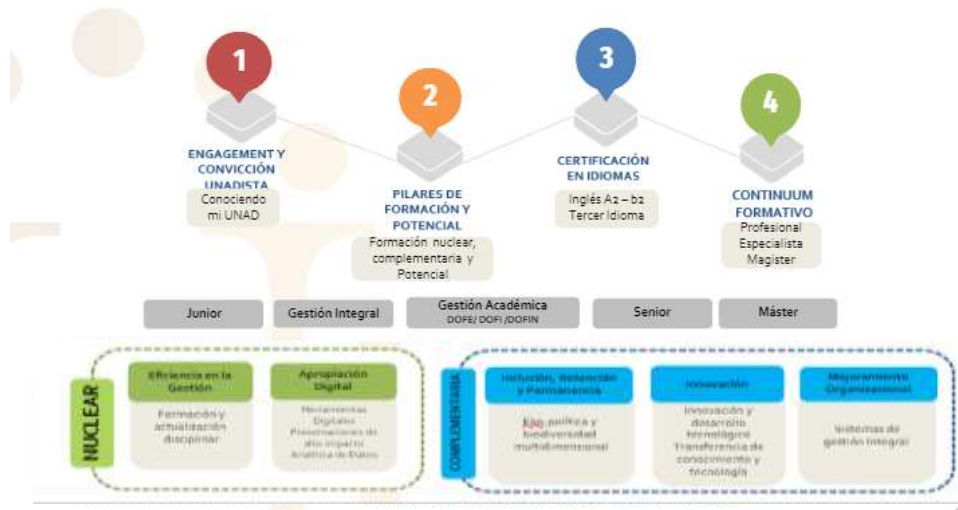 1
ENGAGEMENT Y
CONVICCIÓN
UNADISTA
Conociendo
mi UNAD
2
PILARES DE
FORMACIÓN Y
POTENCIAL
Formación nuclear,
complementaria y
Potencial
3
CERTIFICACIÓN
EN IDIOMAS
Inglés A2 – b2
Tercer Idioma
4
CONTINUUM
FORMATIVO
Profesional
Especialista
Magister
Junior
Gestión Integral
Gestión Académica
DOFE/ DOFI /DOFIN
Senior
Máster
NUCLEAR
Eficiencia en la
Gestión
Formación y
actualización
disciplinar
Apropiación
Digital
Herramientas
Digitales
Presentaciones de
alto impacto
Analítica de Datos
COMPLEMENTARIA
Inclusión, Retención
y Permanencia
política y
biodiversidad
multidimensional
Innovación
Innovación y
desarrollo
tecnológico
Transferencia de
conocimiento y
tecnología
Mejoramiento
Organizacional
Sistemas de
gestión Integral